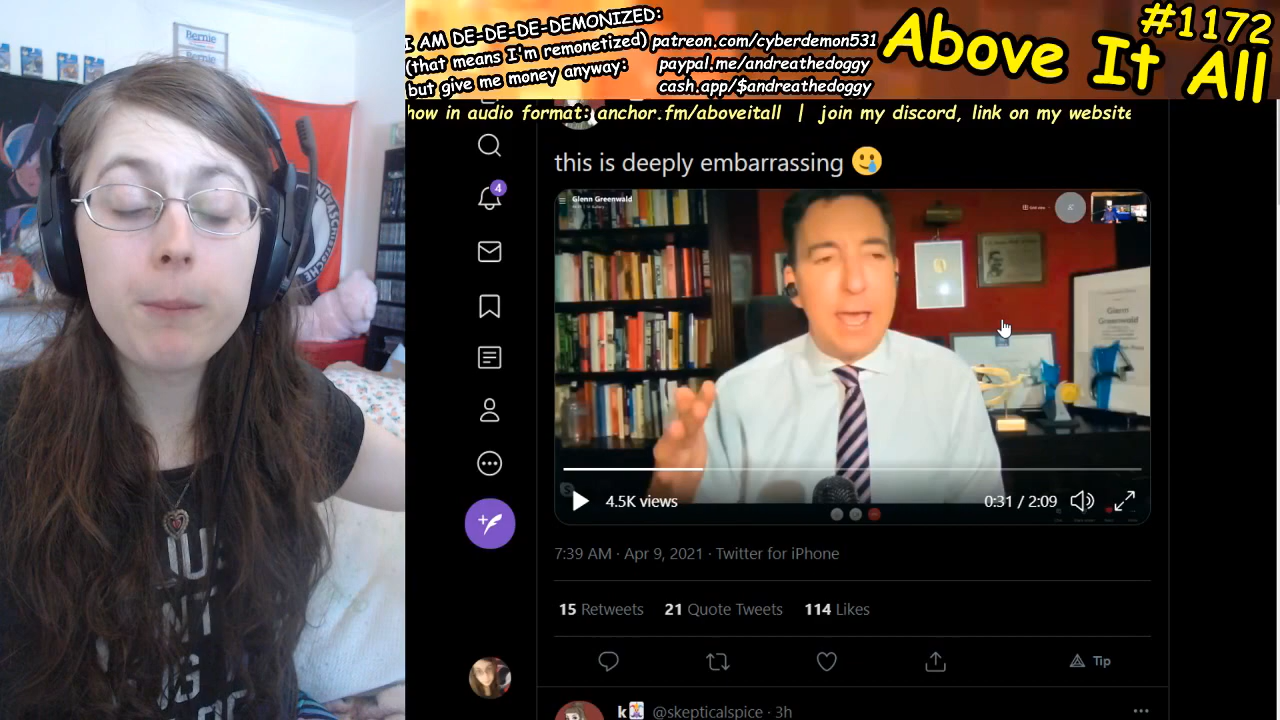 I AM DE-DE-DE-DEMONIZED:
(that means I'm remonetized)
but give me money anyway:
patreon.com/cyberdemon531
paypal.me/andreathedoggy
cash.app/$andreathedoggy
#1172
Above It All
how in audio format: anchor.fm/aboveitall | join my discord, link on my website
Bernie
4
this is deeply embarrassing 🥲
Glenn Greenwald
Glenn
Greenwald
4.5K views
0:31 / 2:09
7:39 AM · Apr 9, 2021 · Twitter for iPhone
15 Retweets 21 Quote Tweets 114 Likes
Tip
k🃏 @skepticalspice · 3h